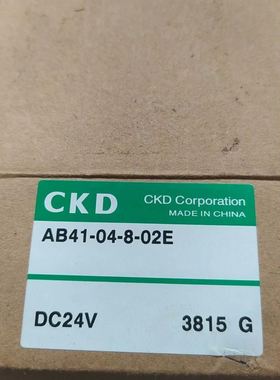 CKD
CKD Corporation
MADE IN CHINA
AB41-04-8-02E
DC24V 3815 G